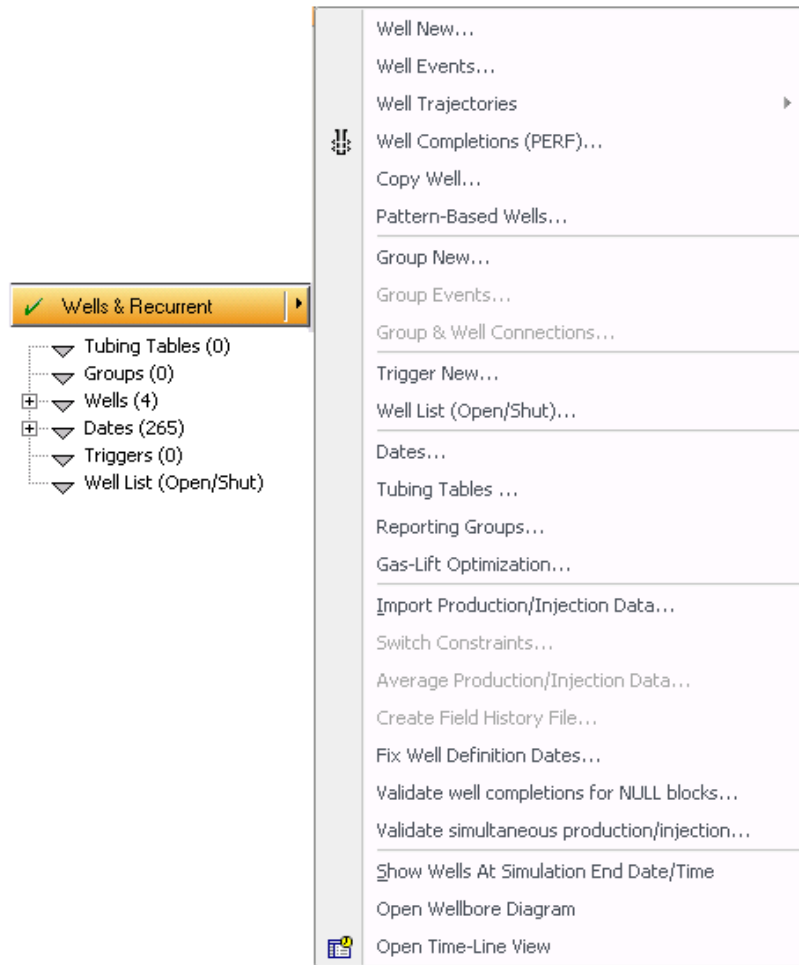 Wells & Recurrent
Tubing Tables (0)
Groups (0)
Wells (4)
Dates (265)
Triggers (0)
Well List (Open/Shut)
Well New...
Well Events...
Well Trajectories
Well Completions (PERF)...
Copy Well...
Pattern-Based Wells...
Group New...
Group Events...
Group & Well Connections...
Trigger New...
Well List (Open/Shut)...
Dates...
Tubing Tables ...
Reporting Groups...
Gas-Lift Optimization...
Import Production/Injection Data...
Switch Constraints...
Average Production/Injection Data...
Create Field History File...
Fix Well Definition Dates...
Validate well completions for NULL blocks...
Validate simultaneous production/injection...
Show Wells At Simulation End Date/Time
Open Wellbore Diagram
Open Time-Line View